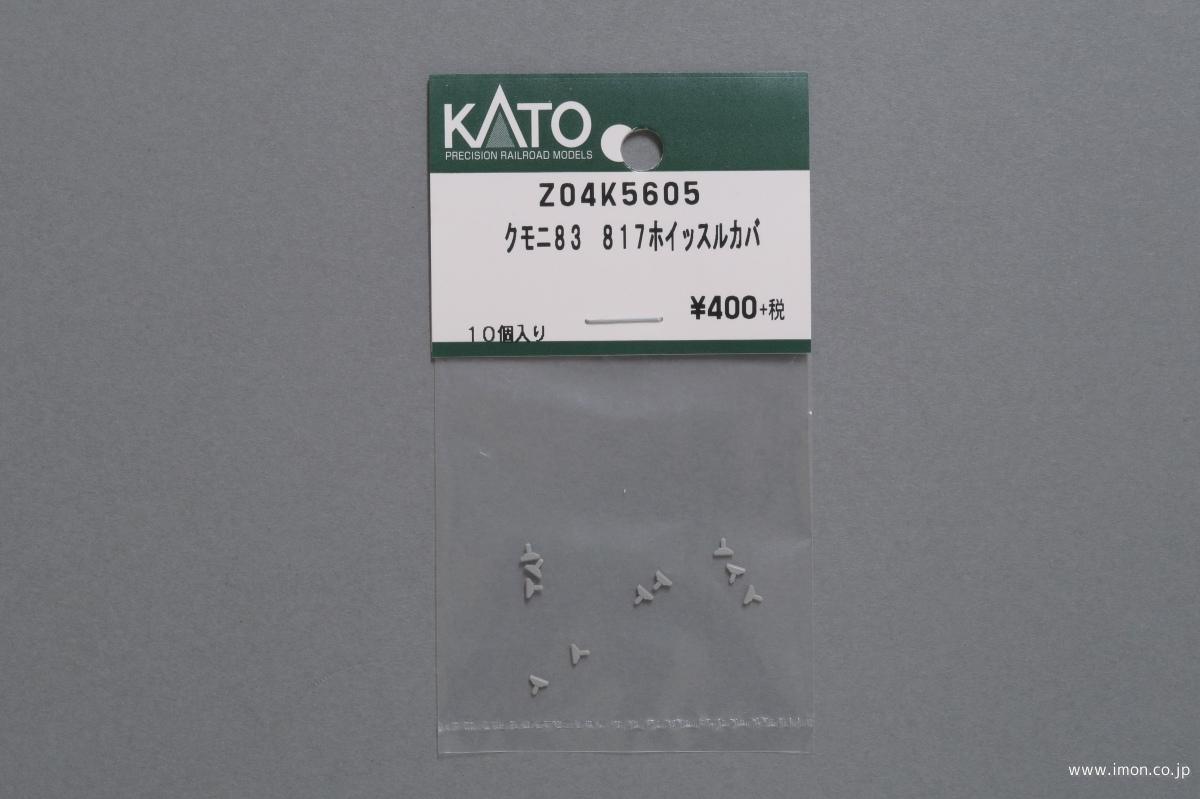 KATO
PRECISION RAILROAD MODELS
Z04K5605
クモニ83 817ホイッスルカバ
¥400+税
10個入り
www.imon.co.jp